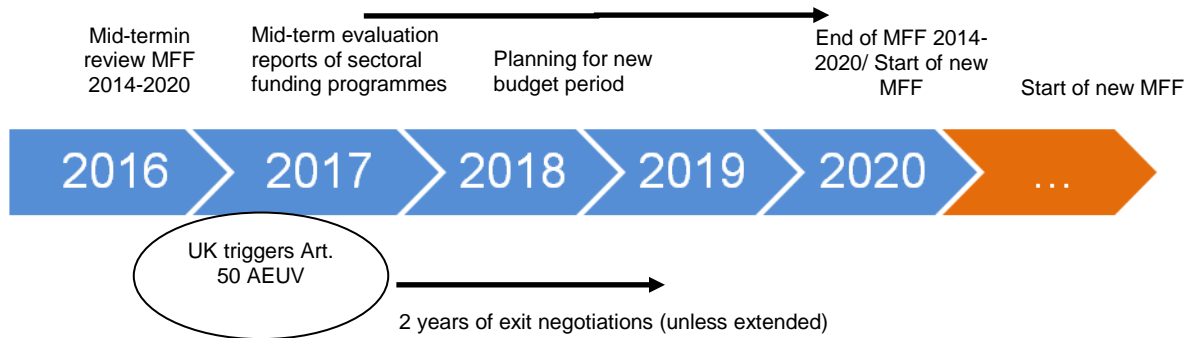 Mid-termin
review MFF
2014-2020
Mid-term evaluation
reports of sectoral
funding programmes
Planning for new
budget period
End of MFF 2014-
2020/ Start of new
MFF
Start of new MFF
2016
2017
2018
2019
2020
...
UK triggers Art.
50 AEUV
2 years of exit negotiations (unless extended)